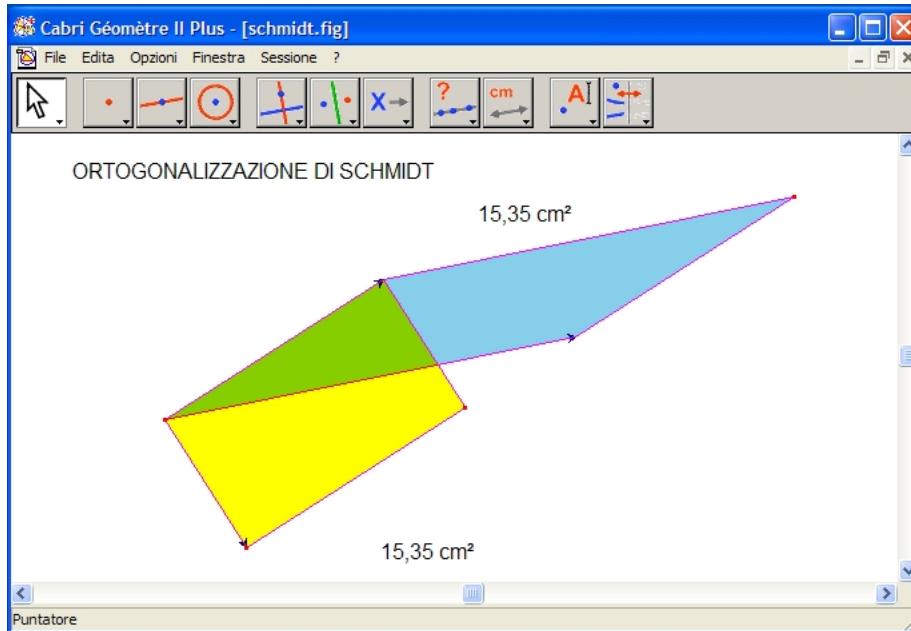 Cabri Géomètre II Plus - [schmidt.fig]
File Edita Opzioni Finestra Sessione ?
? cm A
X
ORTOGONALIZZAZIONE DI SCHMIDT
15,35 cm²
15,35 cm²
Puntatore